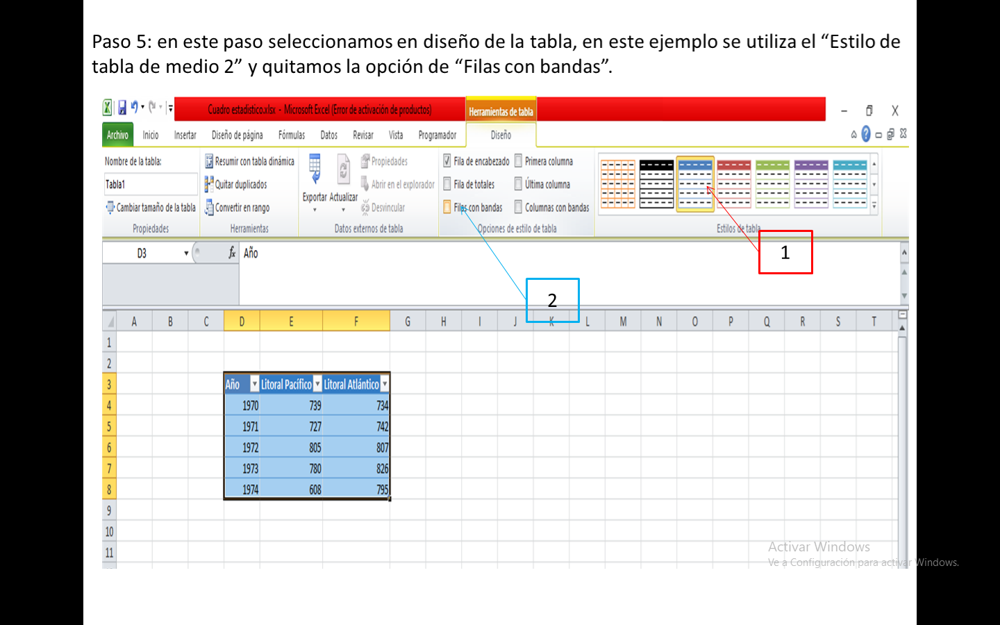 Paso 5: en este paso seleccionamos en diseño de la tabla, en este ejemplo se utiliza el “Estilo de
tabla de medio 2” y quitamos la opción de “Filas con bandas”.
Cuadro estadistico.xlsx - Microsoft Excel (Error de activación de productos)
Herramientas de tabla
Archivo Inicio Insertar Diseño de página Fórmulas Datos Revisar Vista Programador Diseño
Nombre de la tabla:
Tabla1
Cambiar tamaño de la tabla
Propiedades
Resumir con tabla dinámica
Quitar duplicados
Convertir en rango
Herramientas
Exportar Actualizar
Propiedades
Abrir en el explorador
Desvincular
Datos externos de tabla
Fila de encabezado Primera columna
Fila de totales Última columna
Filas con bandas Columnas con bandas
Opciones de estilo de tabla
Estilos de tabla
1
2
D3 fx Año
A B C D E F G H I J K L M N O P Q R S T
1
2
3 Año Litoral Pacífico Litoral Atlántico
4 1970 739 734
5 1971 727 742
6 1972 805 807
7 1973 780 826
8 1974 608 795
9
10
11
Activar Windows
Ve a Configuración para activar Windows.